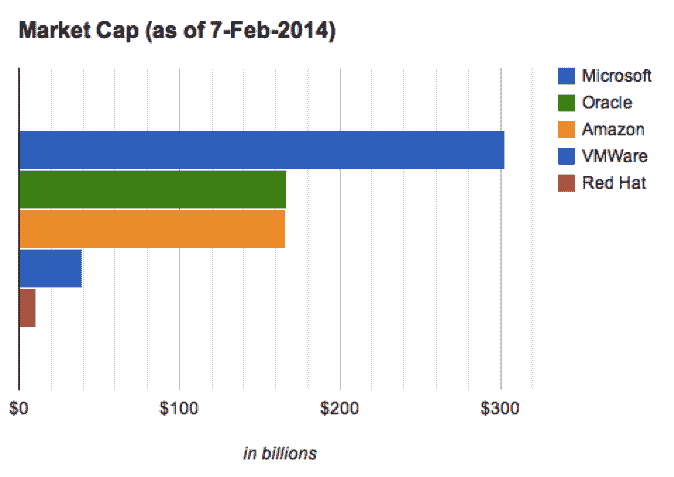 Market Cap (as of 7-Feb-2014)
Microsoft
Oracle
Amazon
VMWare
Red Hat
$0 $100 $200 $300
in billions